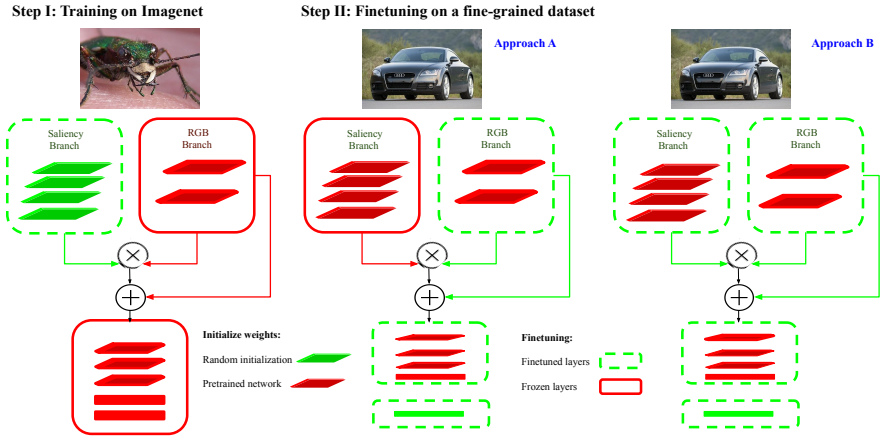 Step I: Training on Imagenet
Step II: Finetuning on a fine-grained dataset
Approach A
Approach B
Saliency
Branch
RGB
Branch
Saliency
Branch
RGB
Branch
Saliency
Branch
RGB
Branch
Initialize weights:
Random initialization
Pretrained network
Finetuning:
Finetuned layers
Frozen layers